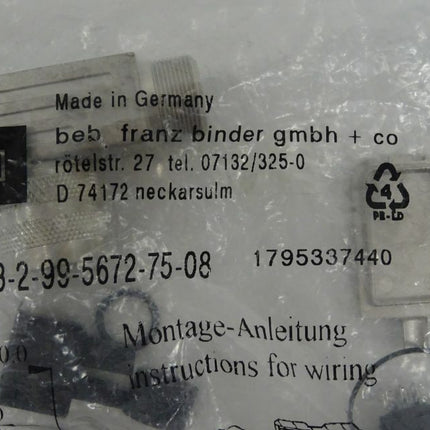 Made in Germany
beb franz binder gmbh + co
rötelstr. 27 tel. 07132/325-0
D 74172 neckarsulm
4
PE-LD
-2-99-5672-75-08 1795337440
Montage-Anleitung
instructions for wiring